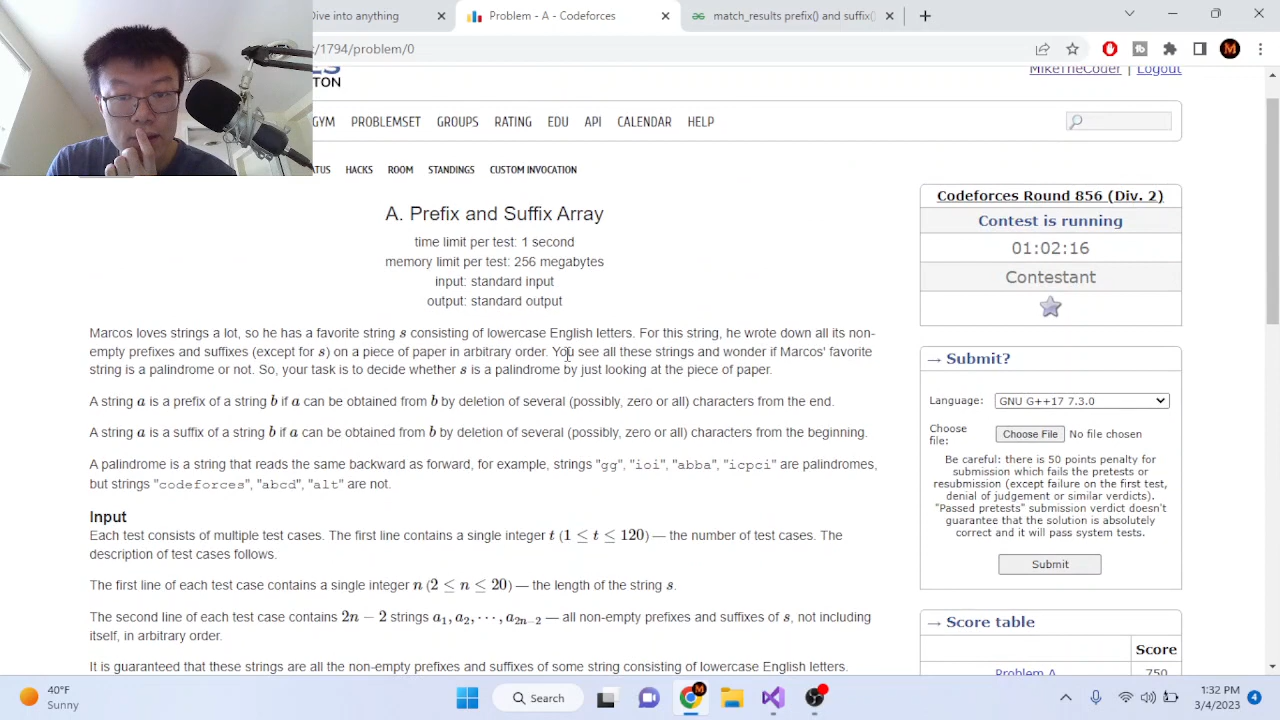 Dive into anything
Problem - A - Codeforces
match_results prefix() and suffix()
/1794/problem/0
TON
MikeTheCoder | Logout
GYM PROBLEMSET GROUPS RATING EDU API CALENDAR HELP
TUS HACKS ROOM STANDINGS CUSTOM INVOCATION
A. Prefix and Suffix Array
time limit per test: 1 second
memory limit per test: 256 megabytes
input: standard input
output: standard output
Marcos loves strings a lot, so he has a favorite string s consisting of lowercase English letters. For this string, he wrote down all its non-
empty prefixes and suffixes (except for s) on a piece of paper in arbitrary order. You see all these strings and wonder if Marcos' favorite
string is a palindrome or not. So, your task is to decide whether s is a palindrome by just looking at the piece of paper.
A string a is a prefix of a string b if a can be obtained from b by deletion of several (possibly, zero or all) characters from the end.
A string a is a suffix of a string b if a can be obtained from b by deletion of several (possibly, zero or all) characters from the beginning.
A palindrome is a string that reads the same backward as forward, for example, strings "gg", "ioi", "abba", "icpci" are palindromes,
but strings "codeforces", "abcd", "alt" are not.
Input
Each test consists of multiple test cases. The first line contains a single integer t (1 ≤ t ≤ 120) — the number of test cases. The
description of test cases follows.
The first line of each test case contains a single integer n (2 ≤ n ≤ 20) — the length of the string s.
The second line of each test case contains 2n − 2 strings a1, a2, ⋯, a2n−2 — all non-empty prefixes and suffixes of s, not including
itself, in arbitrary order.
It is guaranteed that these strings are all the non-empty prefixes and suffixes of some string consisting of lowercase English letters.
Codeforces Round 856 (Div. 2)
Contest is running
01:02:16
Contestant
→ Submit?
Language: GNU G++17 7.3.0
Choose
file: Choose File No file chosen
Be careful: there is 50 points penalty for
submission which fails the pretests or
resubmission (except failure on the first test,
denial of judgement or similar verdicts).
"Passed pretests" submission verdict doesn't
guarantee that the solution is absolutely
correct and it will pass system tests.
Submit
→ Score table
Score
Problem A 750
40°F
Sunny
Search
1:32 PM
3/4/2023
4